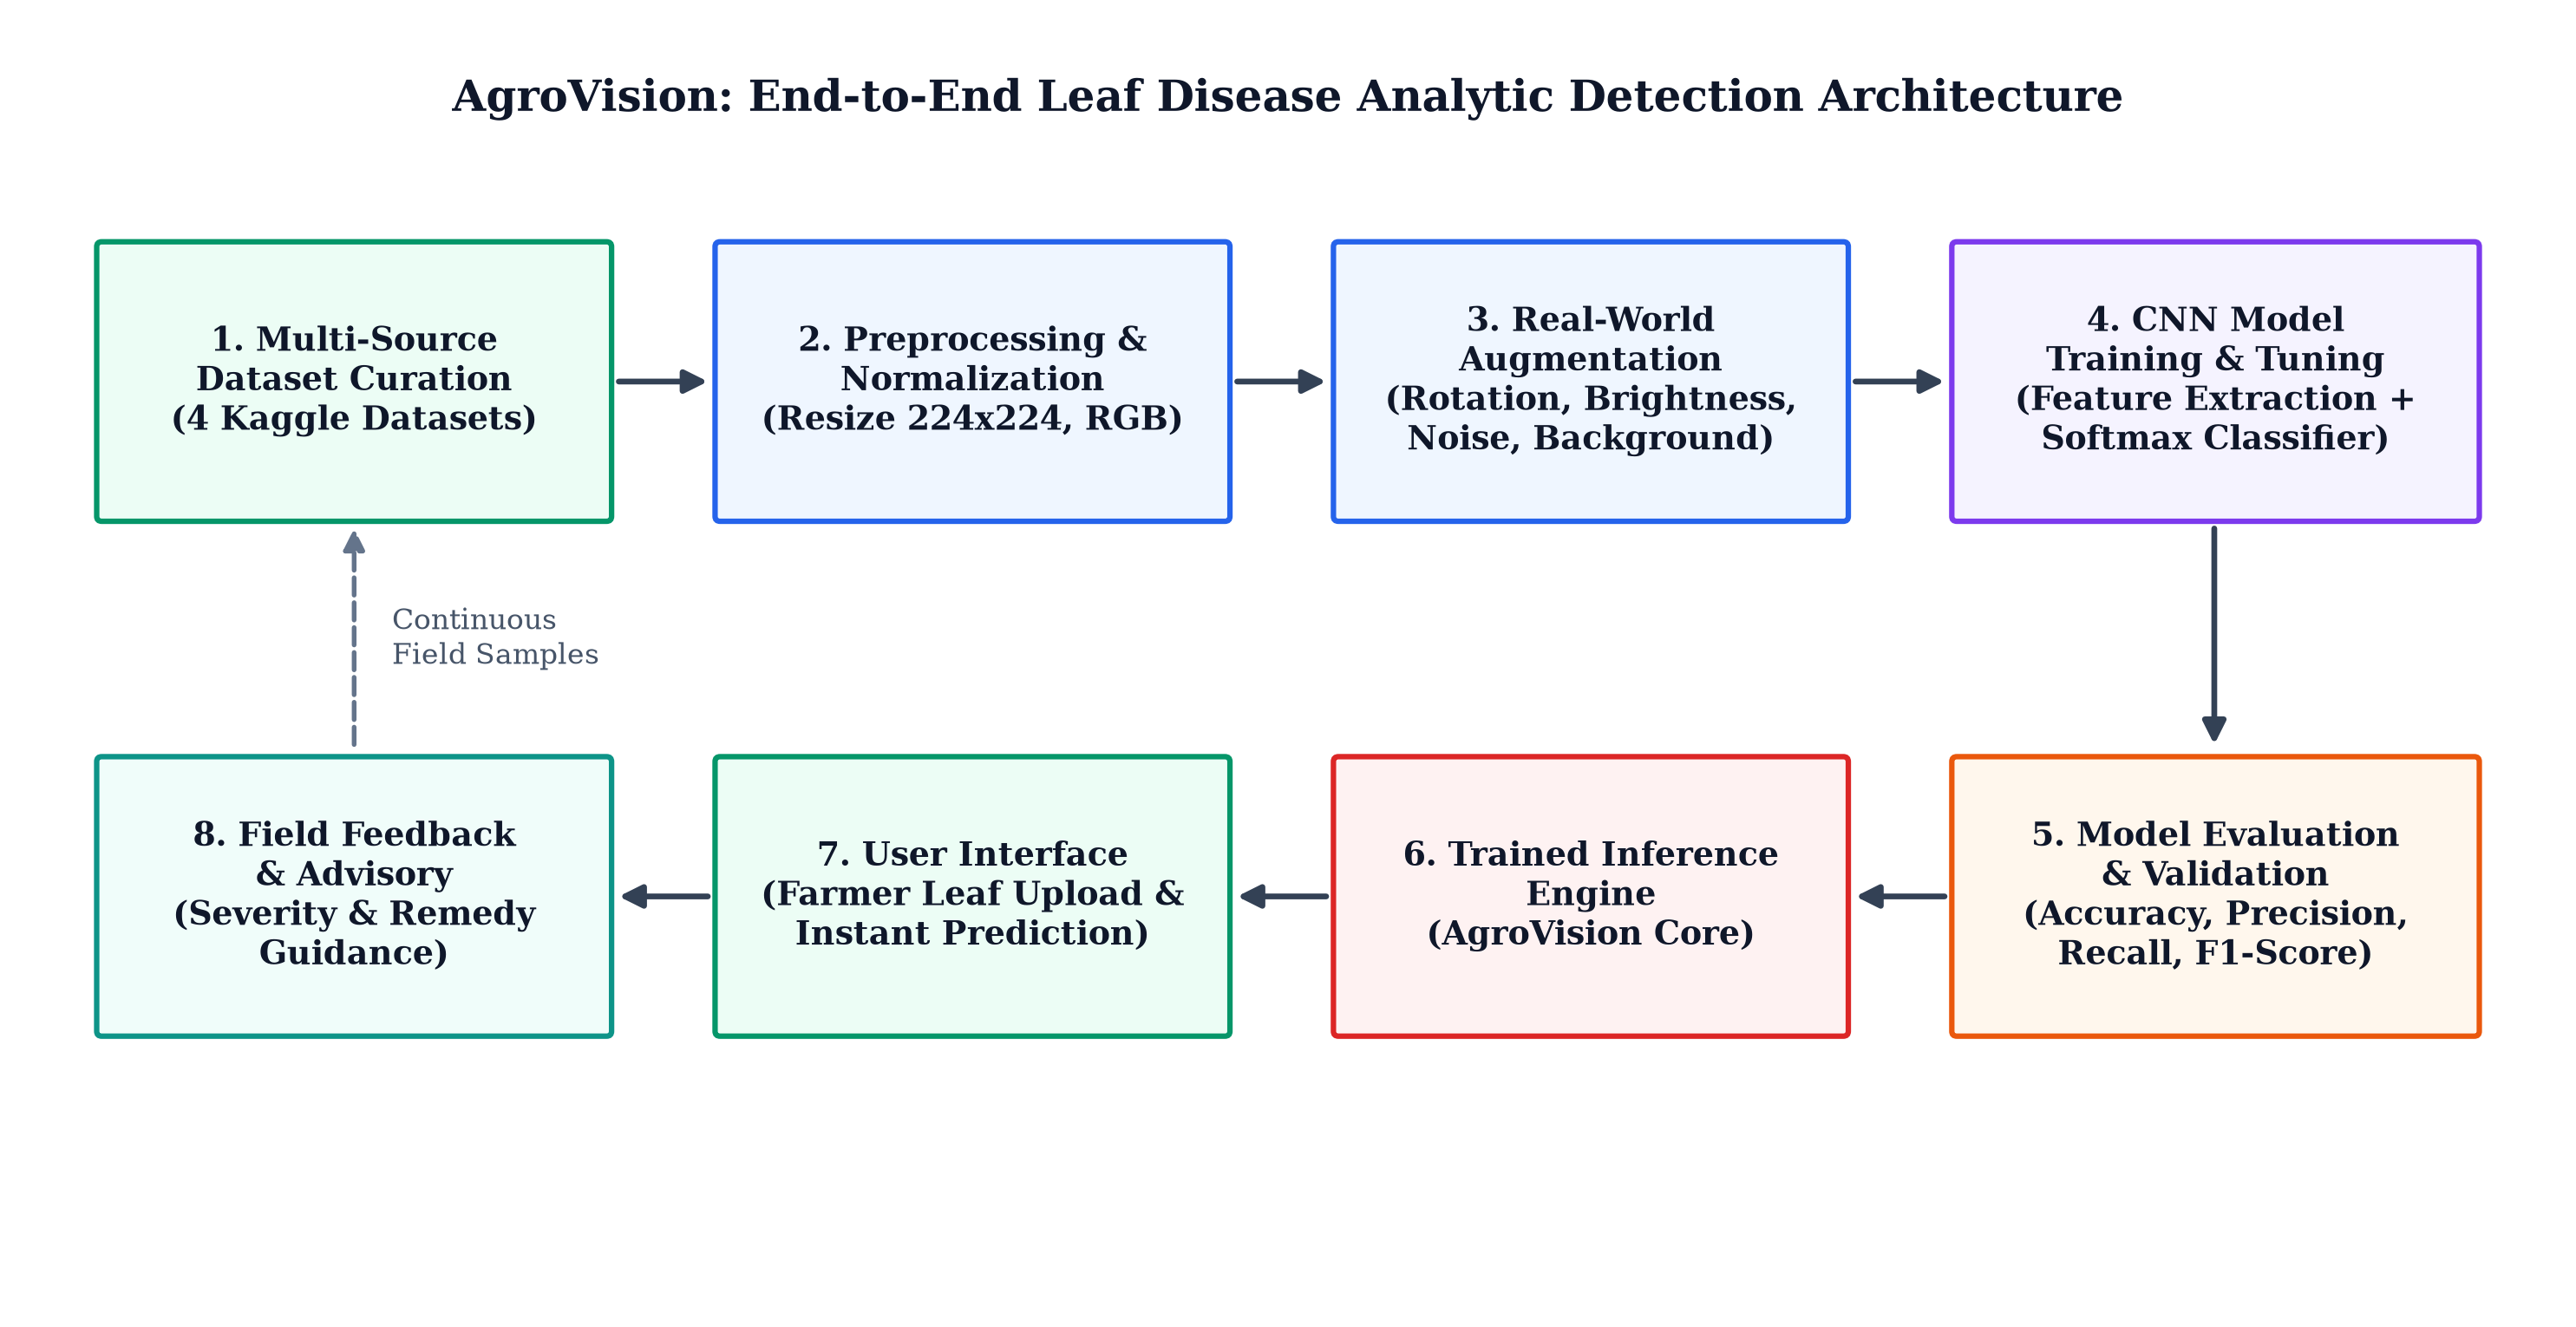 AgroVision: End-to-End Leaf Disease Analytic Detection Architecture
1. Multi-Source
Dataset Curation
(4 Kaggle Datasets)
2. Preprocessing &
Normalization
(Resize 224x224, RGB)
3. Real-World
Augmentation
(Rotation, Brightness,
Noise, Background)
4. CNN Model
Training & Tuning
(Feature Extraction +
Softmax Classifier)
Continuous
Field Samples
8. Field Feedback
& Advisory
(Severity & Remedy
Guidance)
7. User Interface
(Farmer Leaf Upload &
Instant Prediction)
6. Trained Inference
Engine
(AgroVision Core)
5. Model Evaluation
& Validation
(Accuracy, Precision,
Recall, F1-Score)